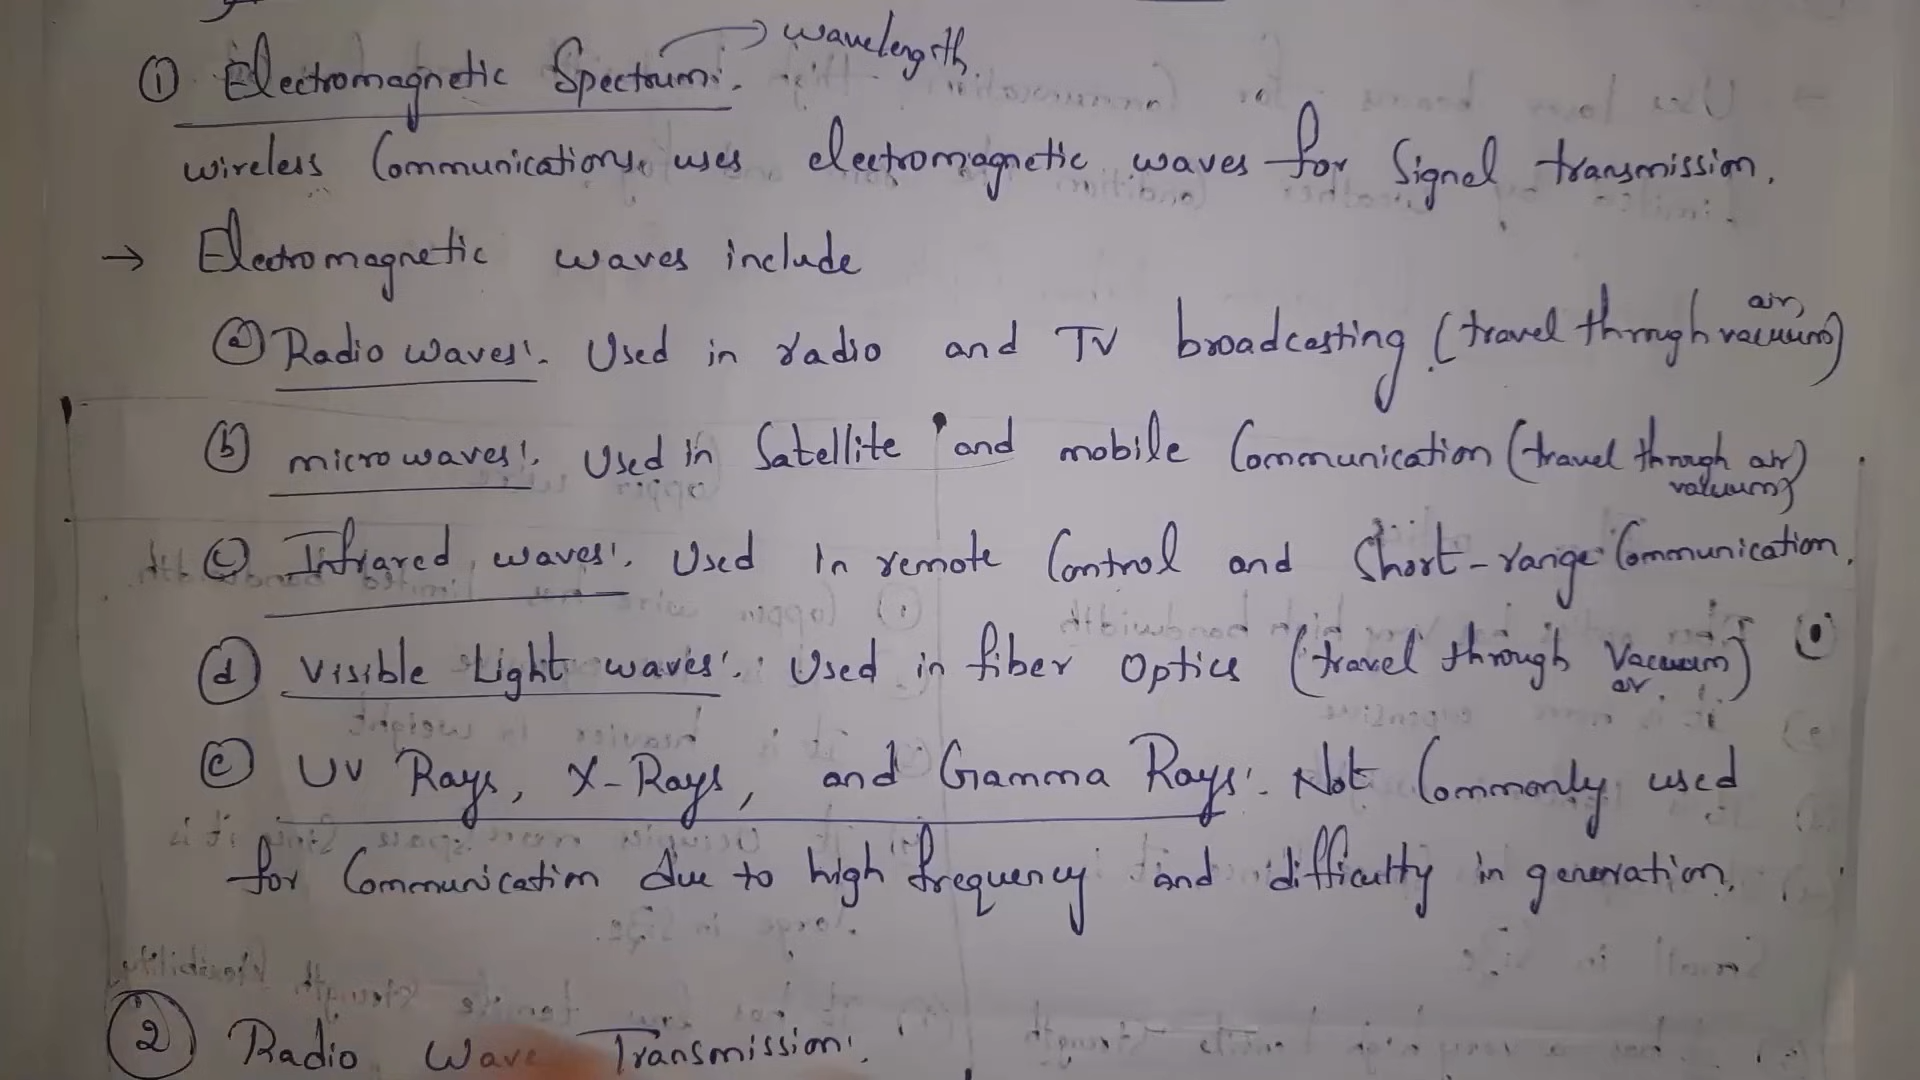 ① Electromagnetic Spectrum:. → wavelength.
wireless Communications uses electromagnetic waves for Signal transmission.
→ Electromagnetic waves include
ⓐ Radio waves:. Used in radio and TV broadcasting (travel through air, vacuum)
ⓑ microwaves:. Used in Satellite and mobile Communication (travel through air, vacuum)
ⓒ Infrared waves:. Used In remote Control and Short-range Communication.
ⓓ Visible Light waves:. Used in fiber Optics (travel through Vacuum air.)
ⓔ UV Rays, X-Rays, and Gamma Rays:. Not Commonly used
for Communication due to high frequency and difficulty in generation.
② Radio Wave Transmission:.